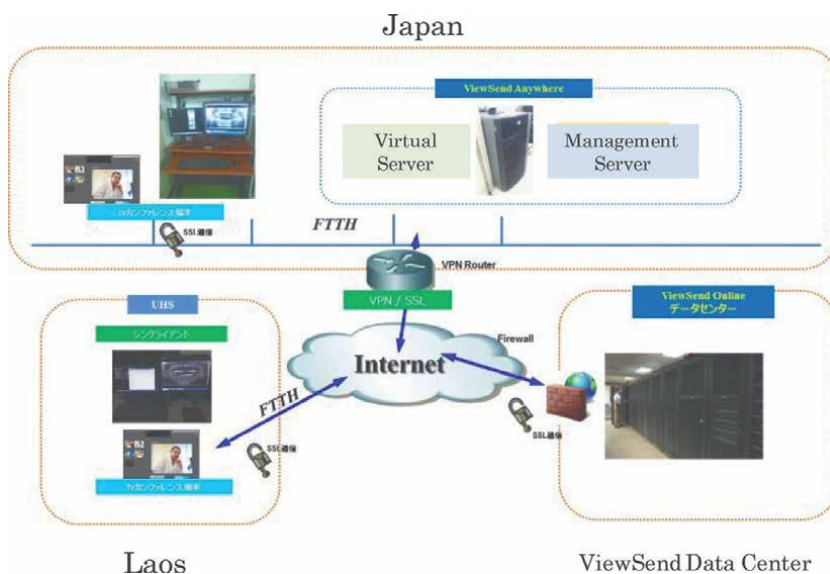 Japan
ViewSend Anywhere
Virtual
Server
Management
Server
TVカンファレンス端末
SSL通信
FTTH
VPN Router
VPN / SSL
UHS
シンクライアント
FTTH
Internet
Firewall
ViewSend Online
データセンター
SSL通信
SSL通信
TVカンファレンス端末
Laos
ViewSend Data Center